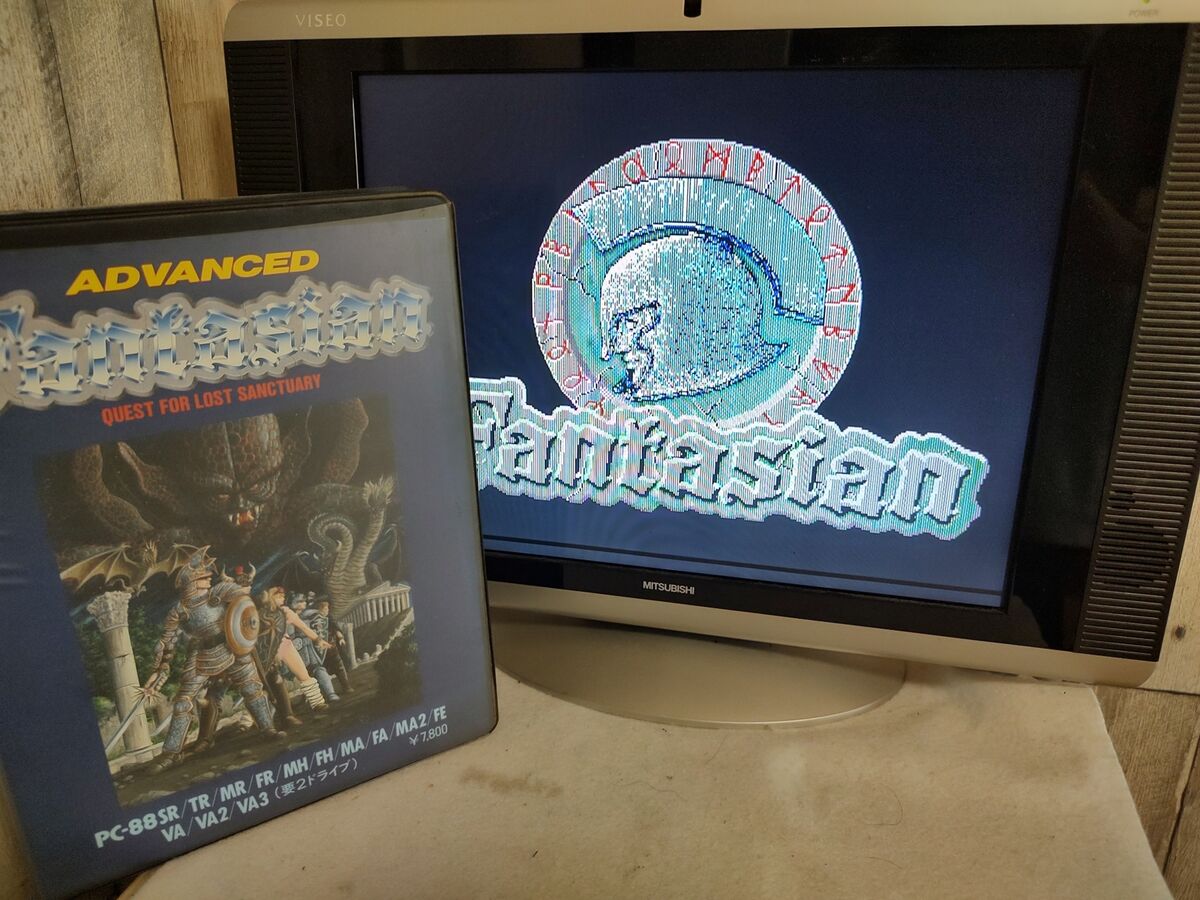 VISEO
POWER
ADVANCED
Fantasian
QUEST FOR LOST SANCTUARY
PC-88SR/TR/MR/FR/MH/FH/MA/FA/MA2/FE
VA/VA2/VA3(要2ドライブ)
¥7,800
Fantasian
MITSUBISHI